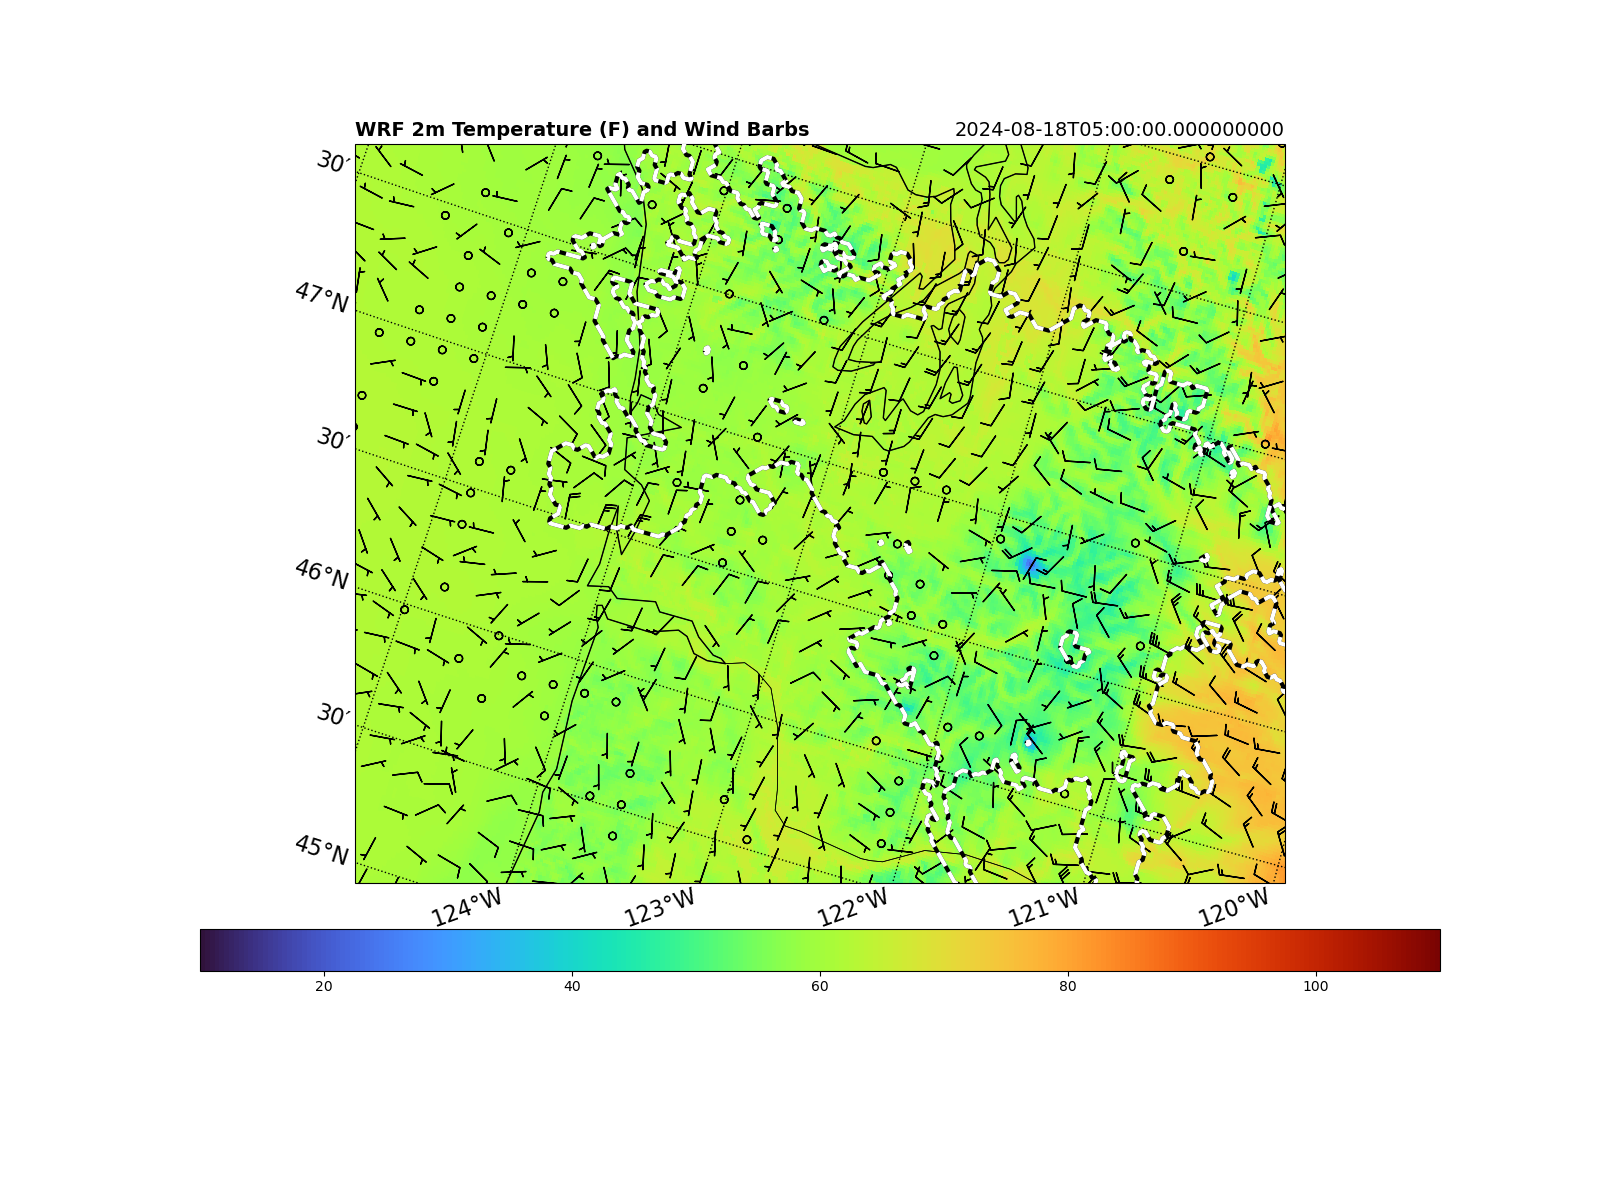 WRF 2m Temperature (F) and Wind Barbs
2024-08-18T05:00:00.000000000
30′
47°N
30′
46°N
30′
45°N
124°W
123°W
122°W
121°W
120°W
20
40
60
80
100